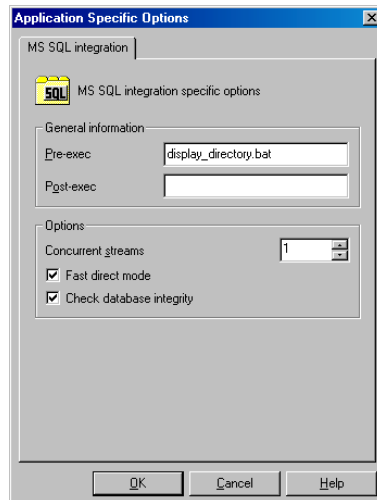 Application Specific Options
MS SQL integration
SQL MS SQL integration specific options
General information
Pre-exec display_directory.bat
Post-exec
Options
Concurrent streams 1
Fast direct mode
Check database integrity
OK Cancel Help